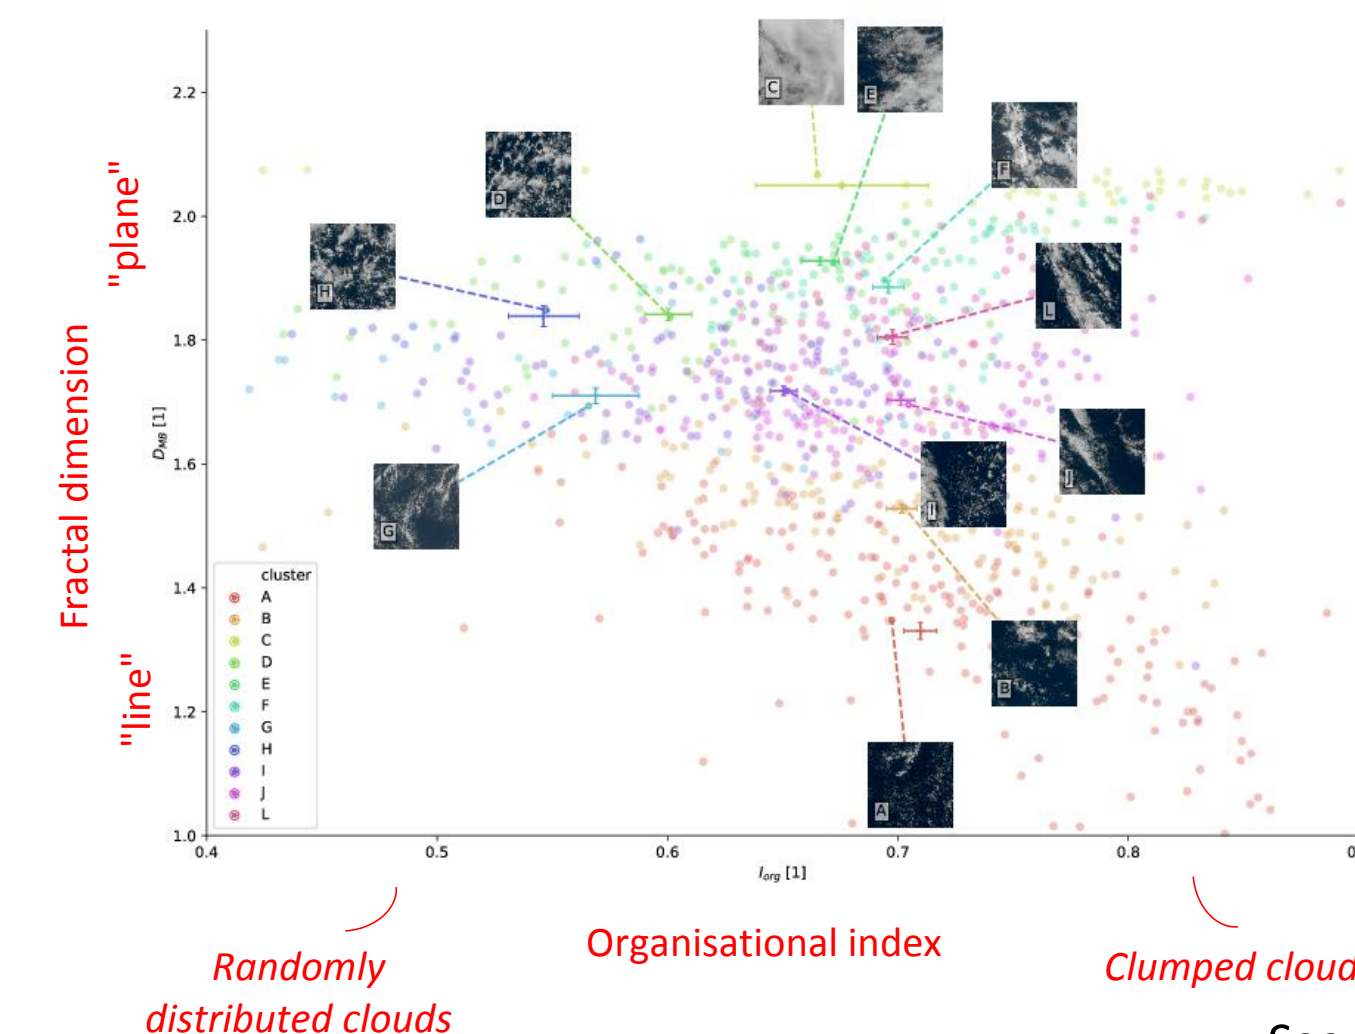 C
E
F
D
H
L
J
I
G
B
A
2.2
2.0
1.8
1.6
1.4
1.2
1.0
"plane"
Fractal dimension
"line"
D_MB [1]
cluster
A
B
C
D
E
F
G
H
I
J
L
0.4 0.5 0.6 0.7 0.8
I_org [1]
Organisational index
Randomly
distributed clouds
Clumped cloud